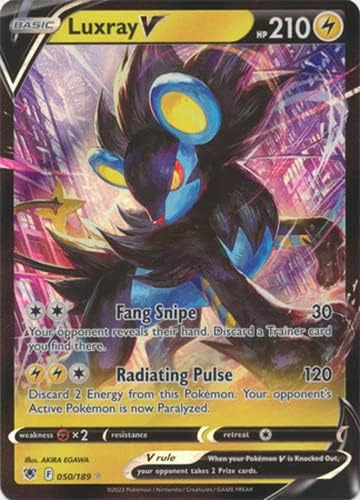 BASIC Luxray V HP 210
Fang Snipe 30
Your opponent reveals their hand. Discard a Trainer card
you find there.
Radiating Pulse 120
Discard 2 Energy from this Pokémon. Your opponent's
Active Pokémon is now Paralyzed.
weakness ×2 resistance retreat
Illus. AKIRA EGAWA
F 050/189
V rule When your Pokémon V is Knocked Out,
your opponent takes 2 Prize cards.
©2022 Pokémon / Nintendo / Creatures / GAME FREAK